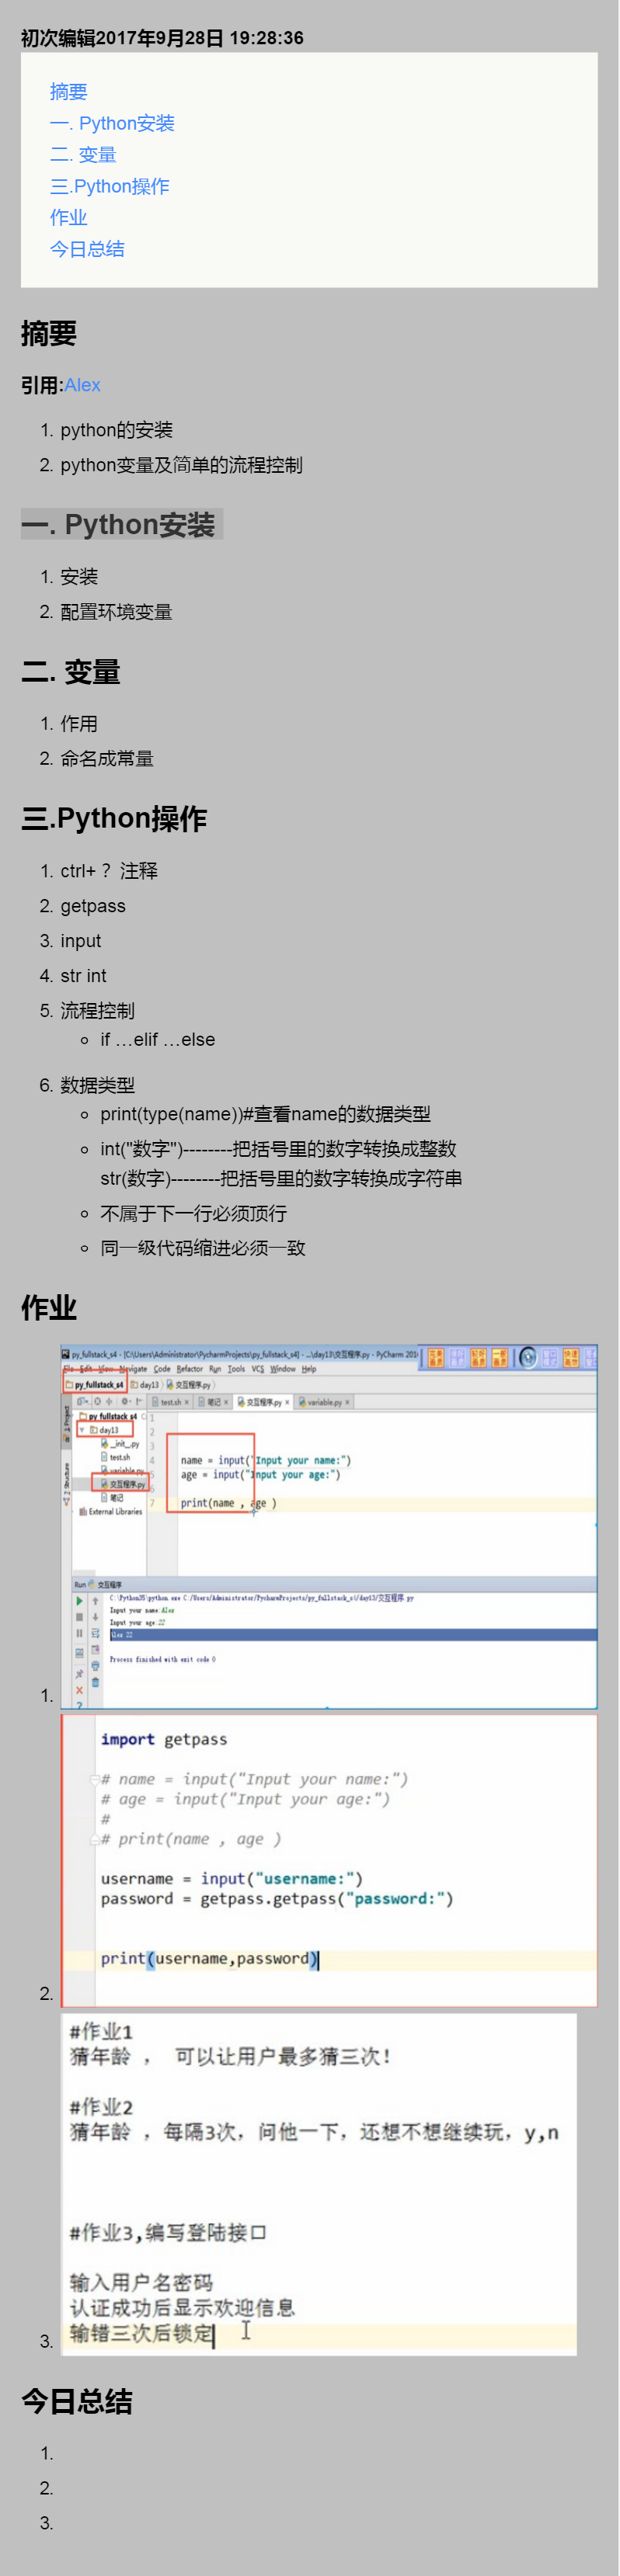 初次编辑2017年9月28日 19:28:36
摘要
一. Python安装
二. 变量
三.Python操作
作业
今日总结
摘要
引用:Alex
1. python的安装
2. python变量及简单的流程控制
一. Python安装
1. 安装
2. 配置环境变量
二. 变量
1. 作用
2. 命名成常量
三.Python操作
1. ctrl+ ？ 注释
2. getpass
3. input
4. str int
5. 流程控制
if …elif …else
6. 数据类型
print(type(name))#查看name的数据类型
int("数字")--------把括号里的数字转换成整数
str(数字)--------把括号里的数字转换成字符串
不属于下一行必须顶行
同一级代码缩进必须一致
作业
py_fullstack_s4 - [C:\Users\Administrator\PycharmProjects\py_fullstack_s4] - ...\day13\交互程序.py - PyCharm 201
File Edit View Navigate Code Refactor Run Tools VCS Window Help
py_fullstack_s4 day13 交互程序.py
test.sh 笔记 交互程序.py variable.py
py_fullstack_s4
day13
__init__.py
test.sh
variable.py
交互程序.py
笔记
External Libraries
1
2
3
4 name = input("Input your name:")
5 age = input("Input your age:")
6
7 print(name , age )
Run 交互程序
C:\Python35\python.exe C:/Users/Administrator/PycharmProjects/py_fullstack_s4/day13/交互程序.py
Input your name:Alex
Input your age:22
Alex 22
Process finished with exit code 0
1.
import getpass
# name = input("Input your name:")
# age = input("Input your age:")
#
# print(name , age )
username = input("username:")
password = getpass.getpass("password:")
print(username,password)
2.
#作业1
猜年龄 ， 可以让用户最多猜三次!
#作业2
猜年龄 ，每隔3次，问他一下，还想不想继续玩，y,n
#作业3,编写登陆接口
输入用户名密码
认证成功后显示欢迎信息
输错三次后锁定
3.
今日总结
1.
2.
3.